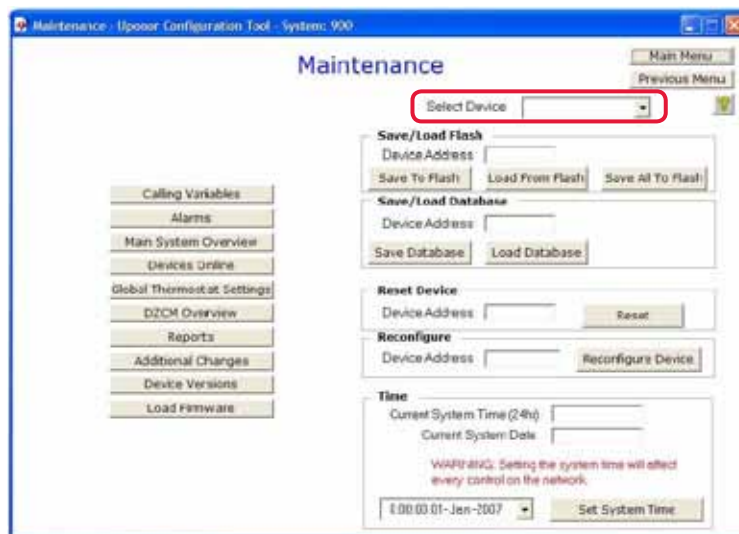 Maintenance - Uponor Configuration Tool - System: 900
Maintenance
Main Menu
Previous Menu
Select Device
Save/Load Flash
Device Address
Save To Flash
Load From Flash
Save All To Flash
Save/Load Database
Device Address
Save Database
Load Database
Reset Device
Device Address
Reset
Reconfigure
Device Address
Reconfigure Device
Time
Current System Time (24h)
Current System Date
WARNING: Setting the system time will affect
every control on the network.
01-Jan-2007
Set System Time
Calling Variables
Alarms
Main System Overview
Devices Online
Global Thermostat Settings
DZCM Overview
Reports
Additional Changes
Device Versions
Load Firmware